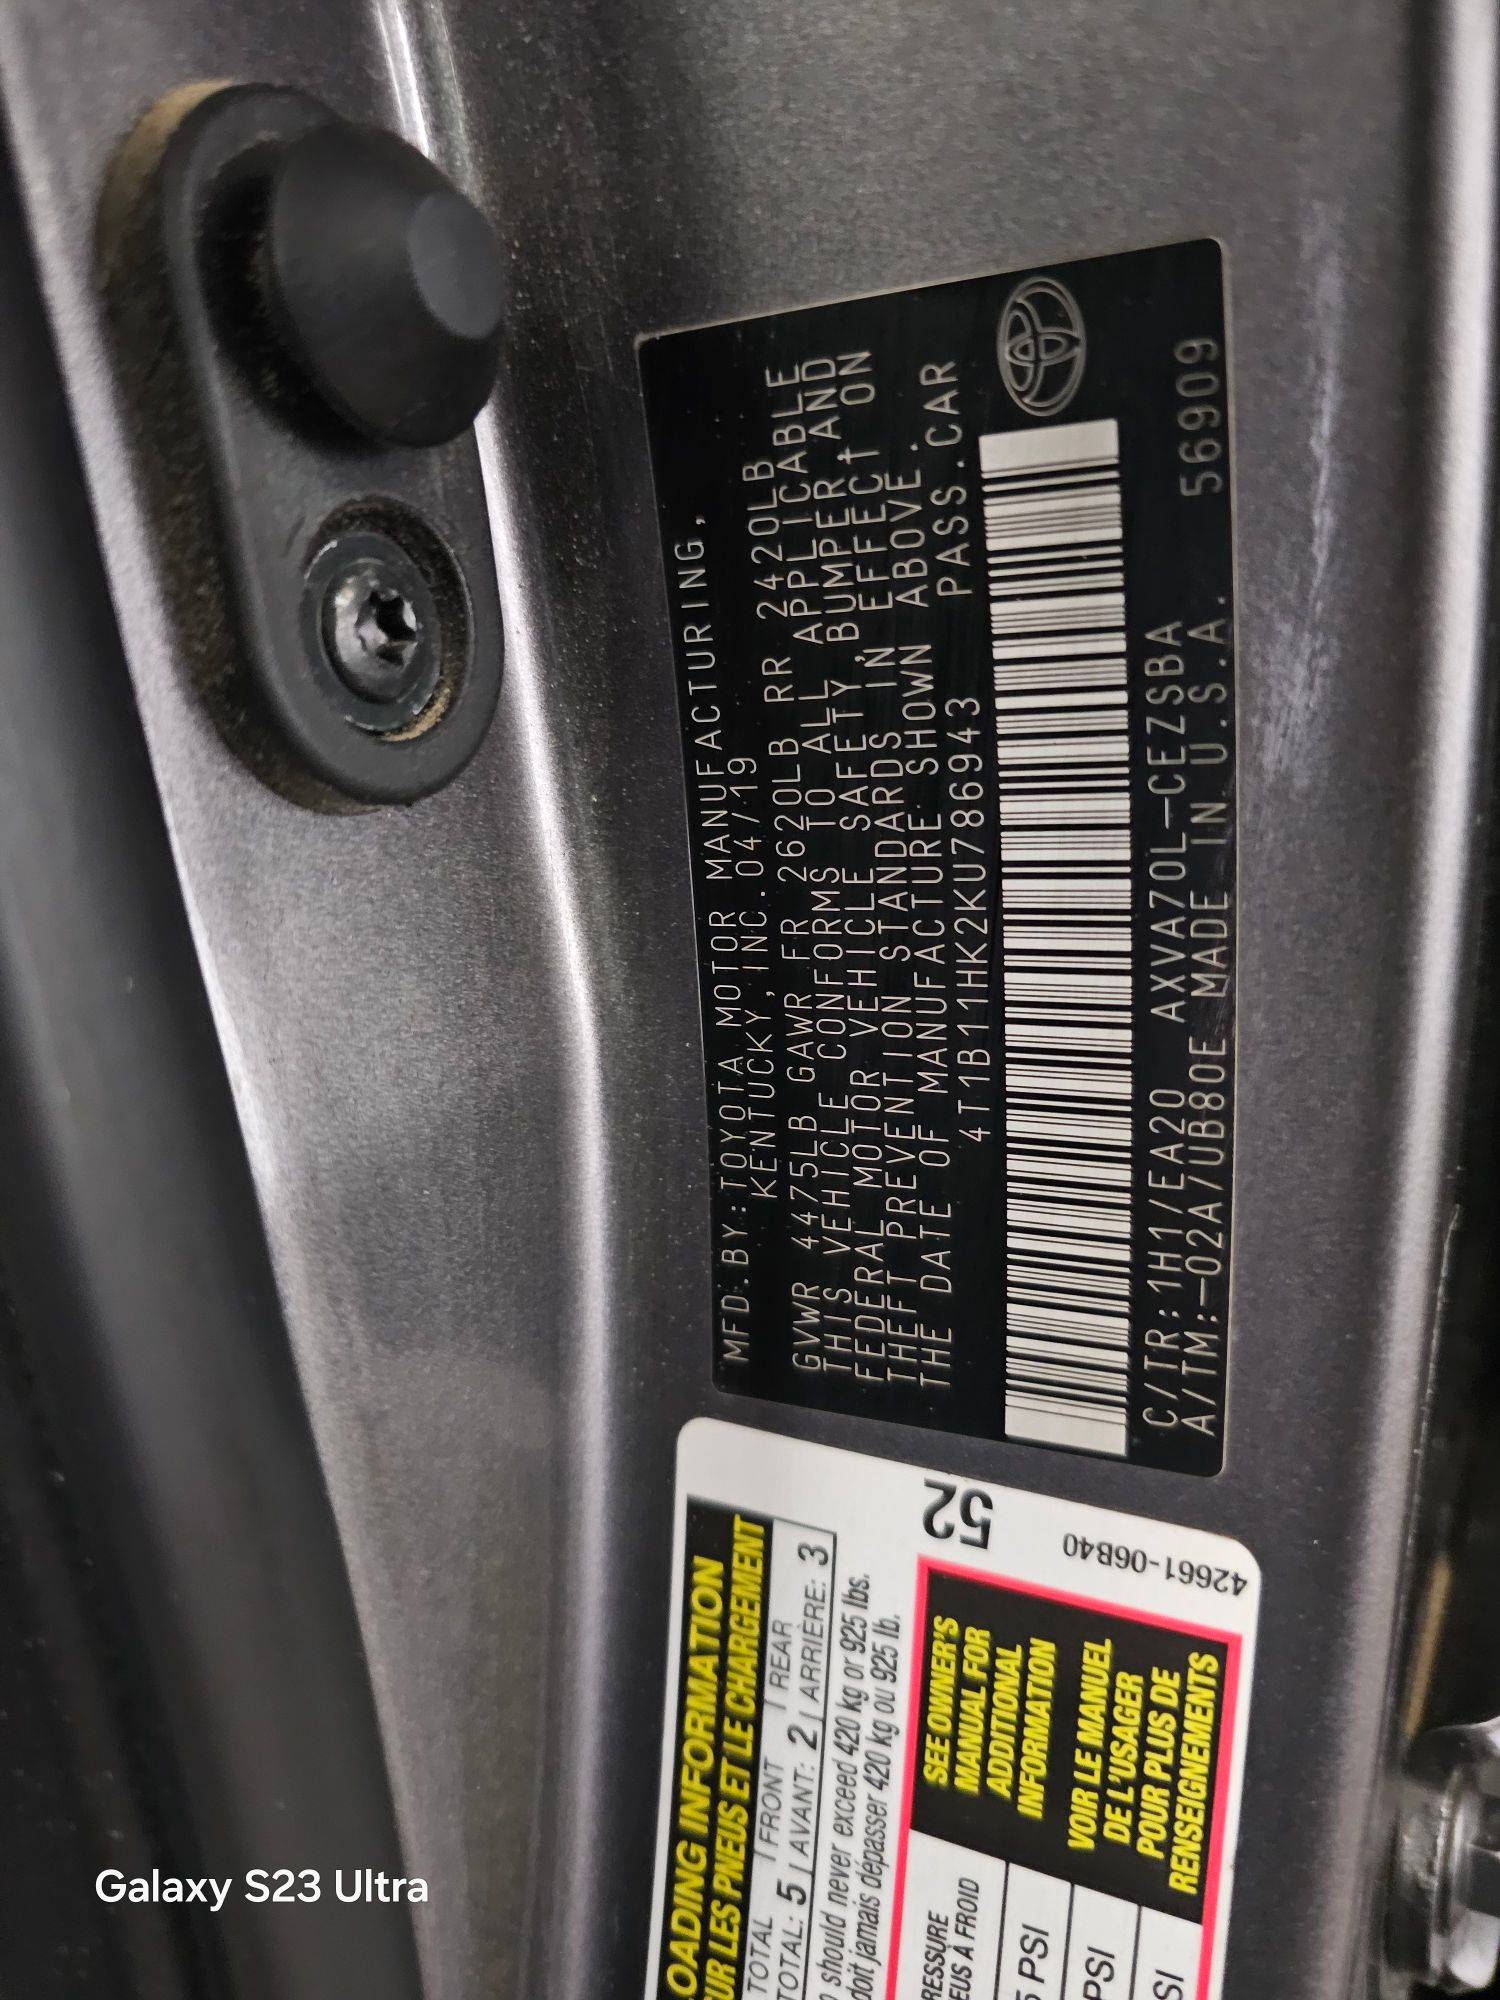 MFD.BY:TOYOTA MOTOR MANUFACTURING,
KENTUCKY,INC.04/19
GVWR 4475LB GAWR FR 2620LB RR 2420LB
THIS VEHICLE CONFORMS TO ALL APPLICABLE
FEDERAL MOTOR VEHICLE SAFETY, BUMPER, AND
THEFT PREVENTION STANDARDS IN EFFECT ON
THE DATE OF MANUFACTURE SHOWN ABOVE.
4T1B11HK2KU786943 PASS.CAR
C/TR:1H1/EA20 AXVA70L-CEZSBA
A/TM:-02A/UB80E MADE IN U.S.A. 56909
52
42661-06B40
LOADING INFORMATION
SUR LES PNEUS ET LE CHARGEMENT
TOTAL FRONT REAR
TOTAL: 5 AVANT: 2 ARRIÈRE: 3
should never exceed 420 kg or 925 lbs.
doit jamais dépasser 420 kg ou 925 lb.
SEE OWNER'S
MANUAL FOR
ADDITIONAL
INFORMATION
VOIR LE MANUEL
DE L'USAGER
POUR PLUS DE
RENSEIGNEMENTS
À FROID
PSI
PSI
Galaxy S23 Ultra